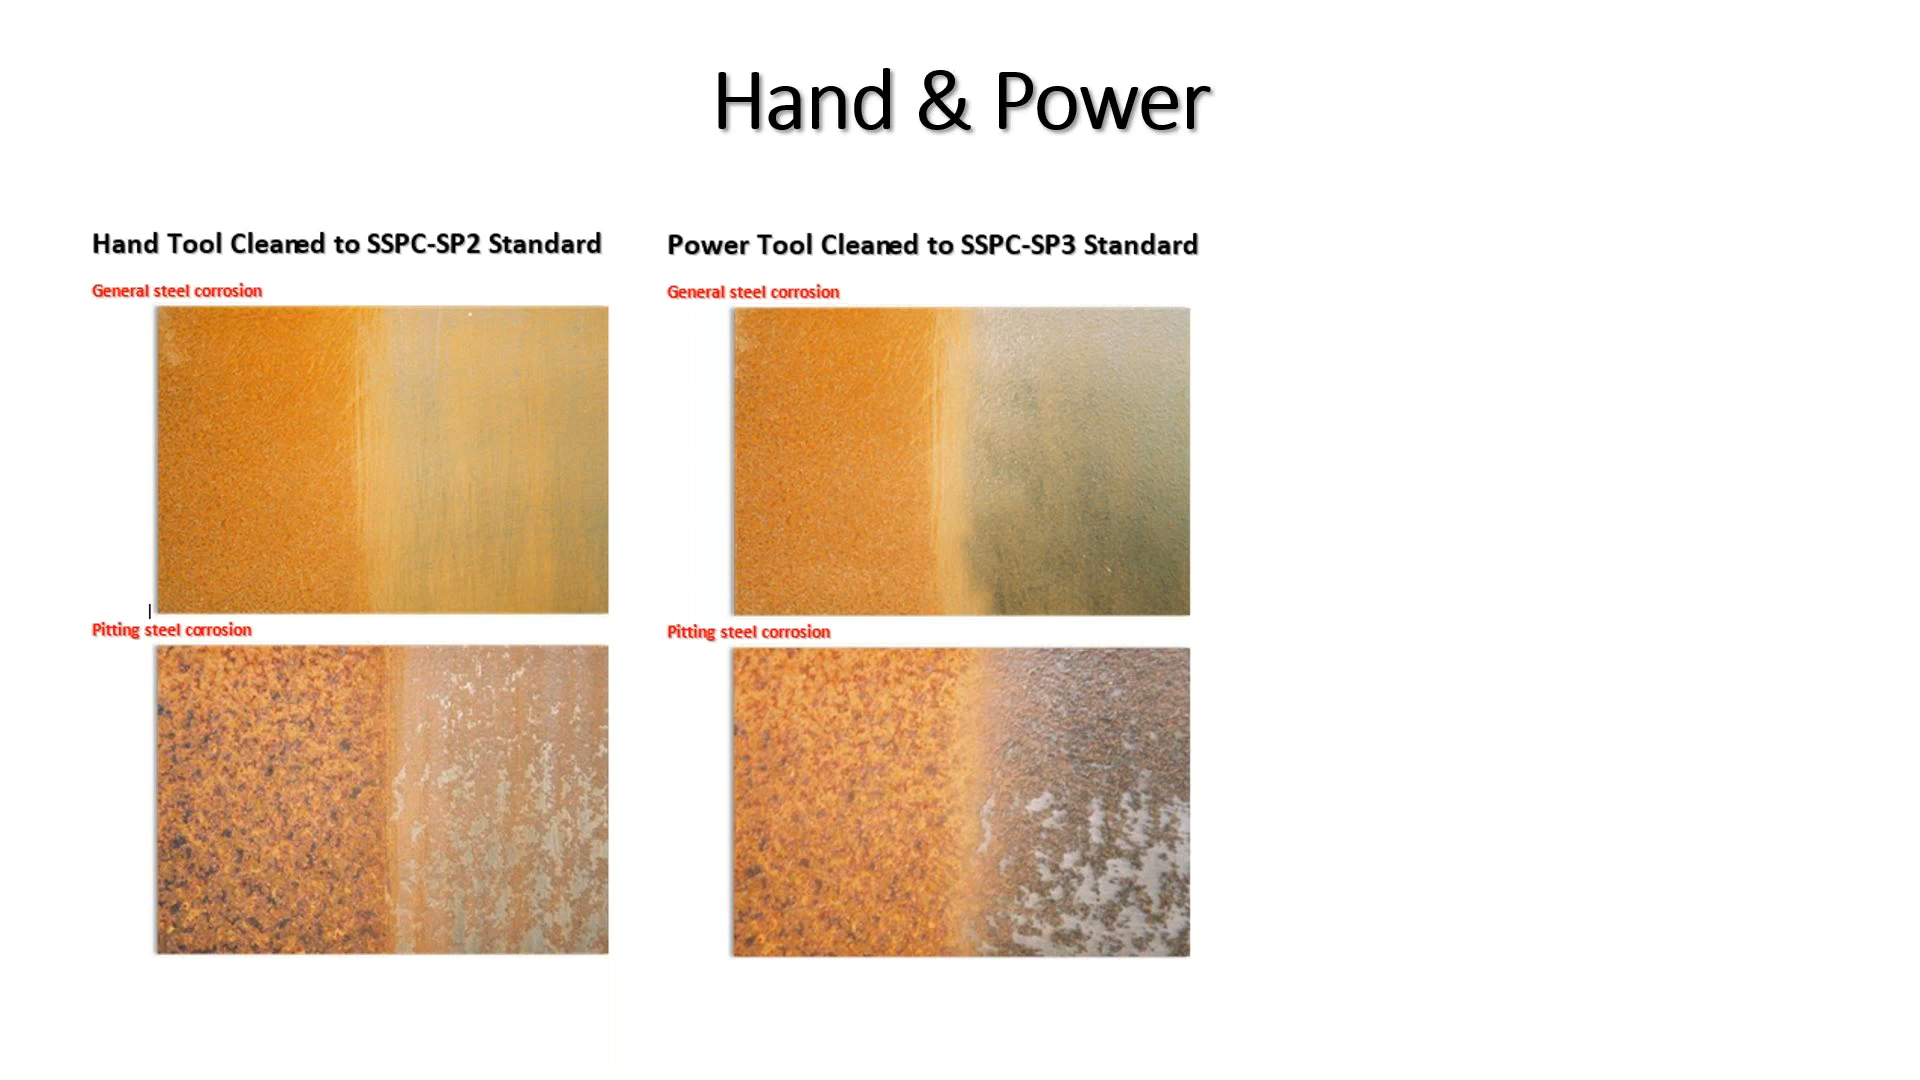 Hand & Power
Hand Tool Cleaned to SSPC-SP2 Standard
General steel corrosion
Pitting steel corrosion
Power Tool Cleaned to SSPC-SP3 Standard
General steel corrosion
Pitting steel corrosion